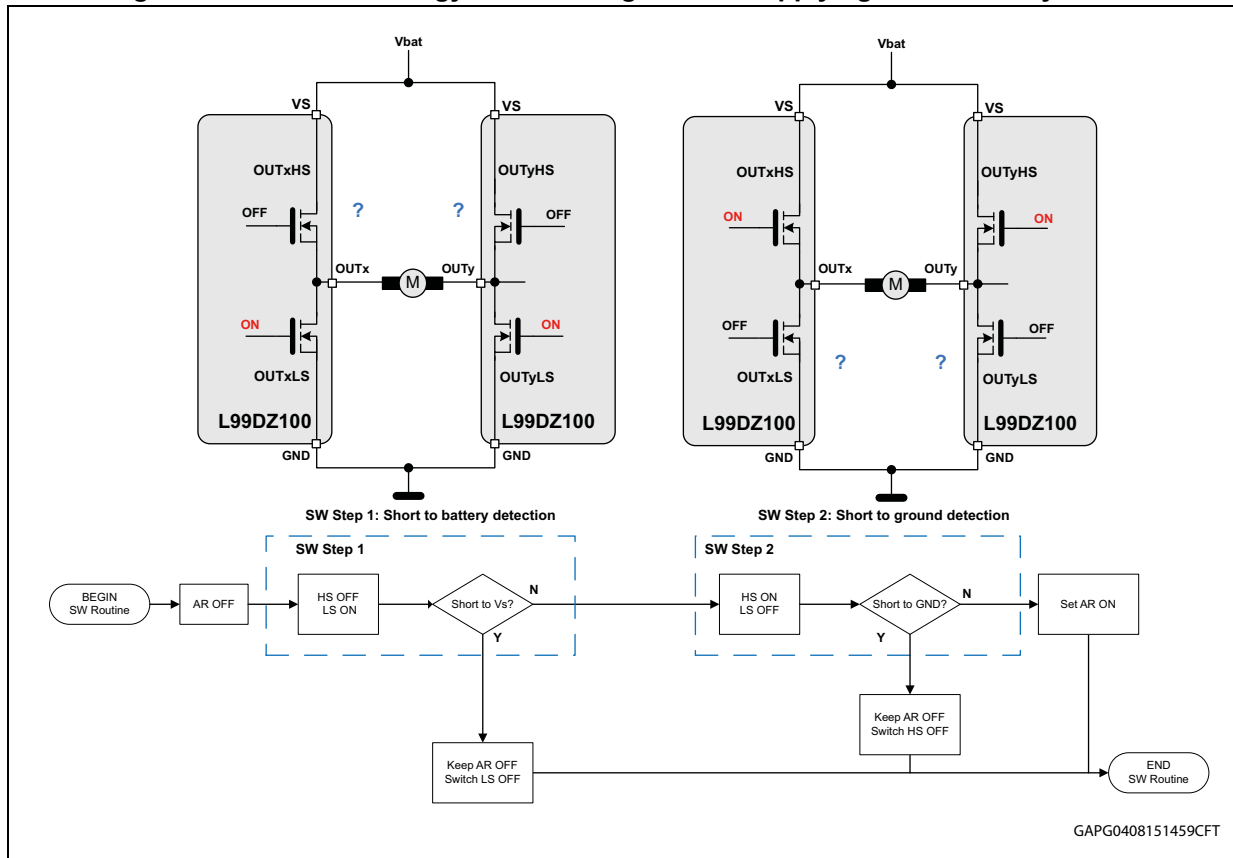 Vbat
VS
VS
OUTxHS
OUTyHS
OFF
?
?
OFF
OUTx
OUTy
M
ON
ON
OUTxLS
OUTyLS
L99DZ100
L99DZ100
GND
GND
SW Step 1: Short to battery detection
Vbat
VS
VS
OUTxHS
OUTyHS
ON
ON
OUTx
OUTy
M
OFF
OFF
?
?
OUTxLS
OUTyLS
L99DZ100
L99DZ100
GND
GND
SW Step 2: Short to ground detection
SW Step 1
SW Step 2
BEGIN
SW Routine
AR OFF
HS OFF
LS ON
Short to Vs?
N
Y
HS ON
LS OFF
Short to GND?
N
Y
Set AR ON
Keep AR OFF
Switch HS OFF
Keep AR OFF
Switch LS OFF
END
SW Routine
GAPG0408151459CFT